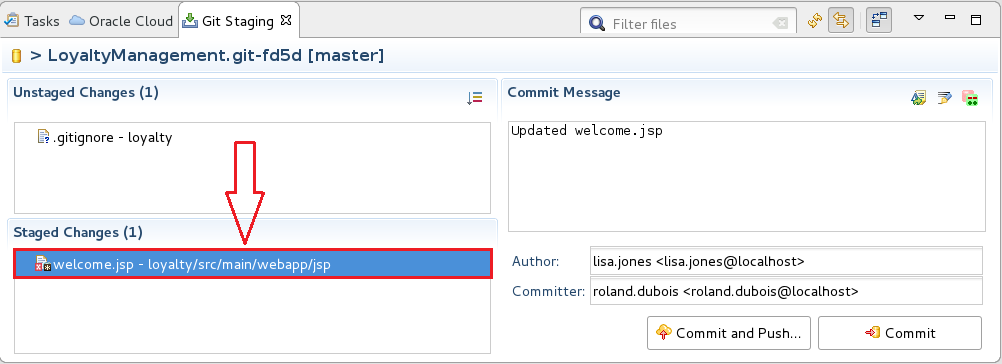 Tasks Oracle Cloud Git Staging
Filter files
> LoyaltyManagement.git-fd5d [master]
Unstaged Changes (1)
.gitignore - loyalty
Staged Changes (1)
welcome.jsp - loyalty/src/main/webapp/jsp
Commit Message
Updated welcome.jsp
Author: lisa.jones <lisa.jones@localhost>
Committer: roland.dubois <roland.dubois@localhost>
Commit and Push... Commit